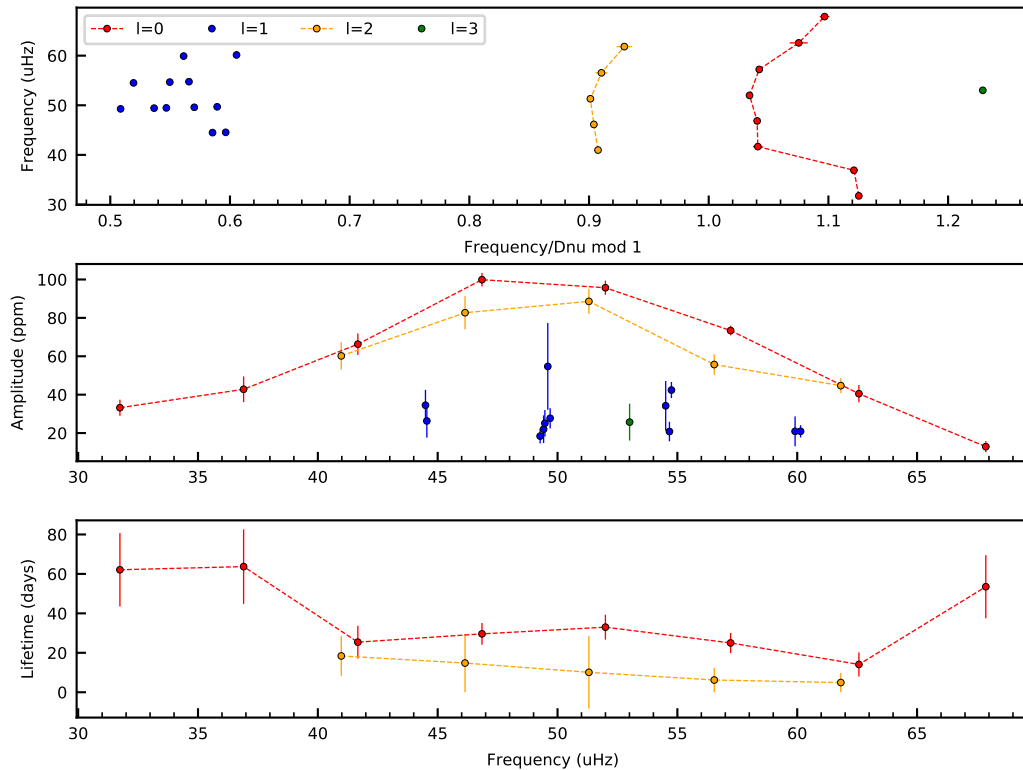 l=0 l=1 l=2 l=3
Frequency (uHz)
60
50
40
30
0.5 0.6 0.7 0.8 0.9 1.0 1.1 1.2
Frequency/Dnu mod 1
Amplitude (ppm)
100
80
60
40
20
30 35 40 45 50 55 60 65
Lifetime (days)
80
60
40
20
0
30 35 40 45 50 55 60 65
Frequency (uHz)